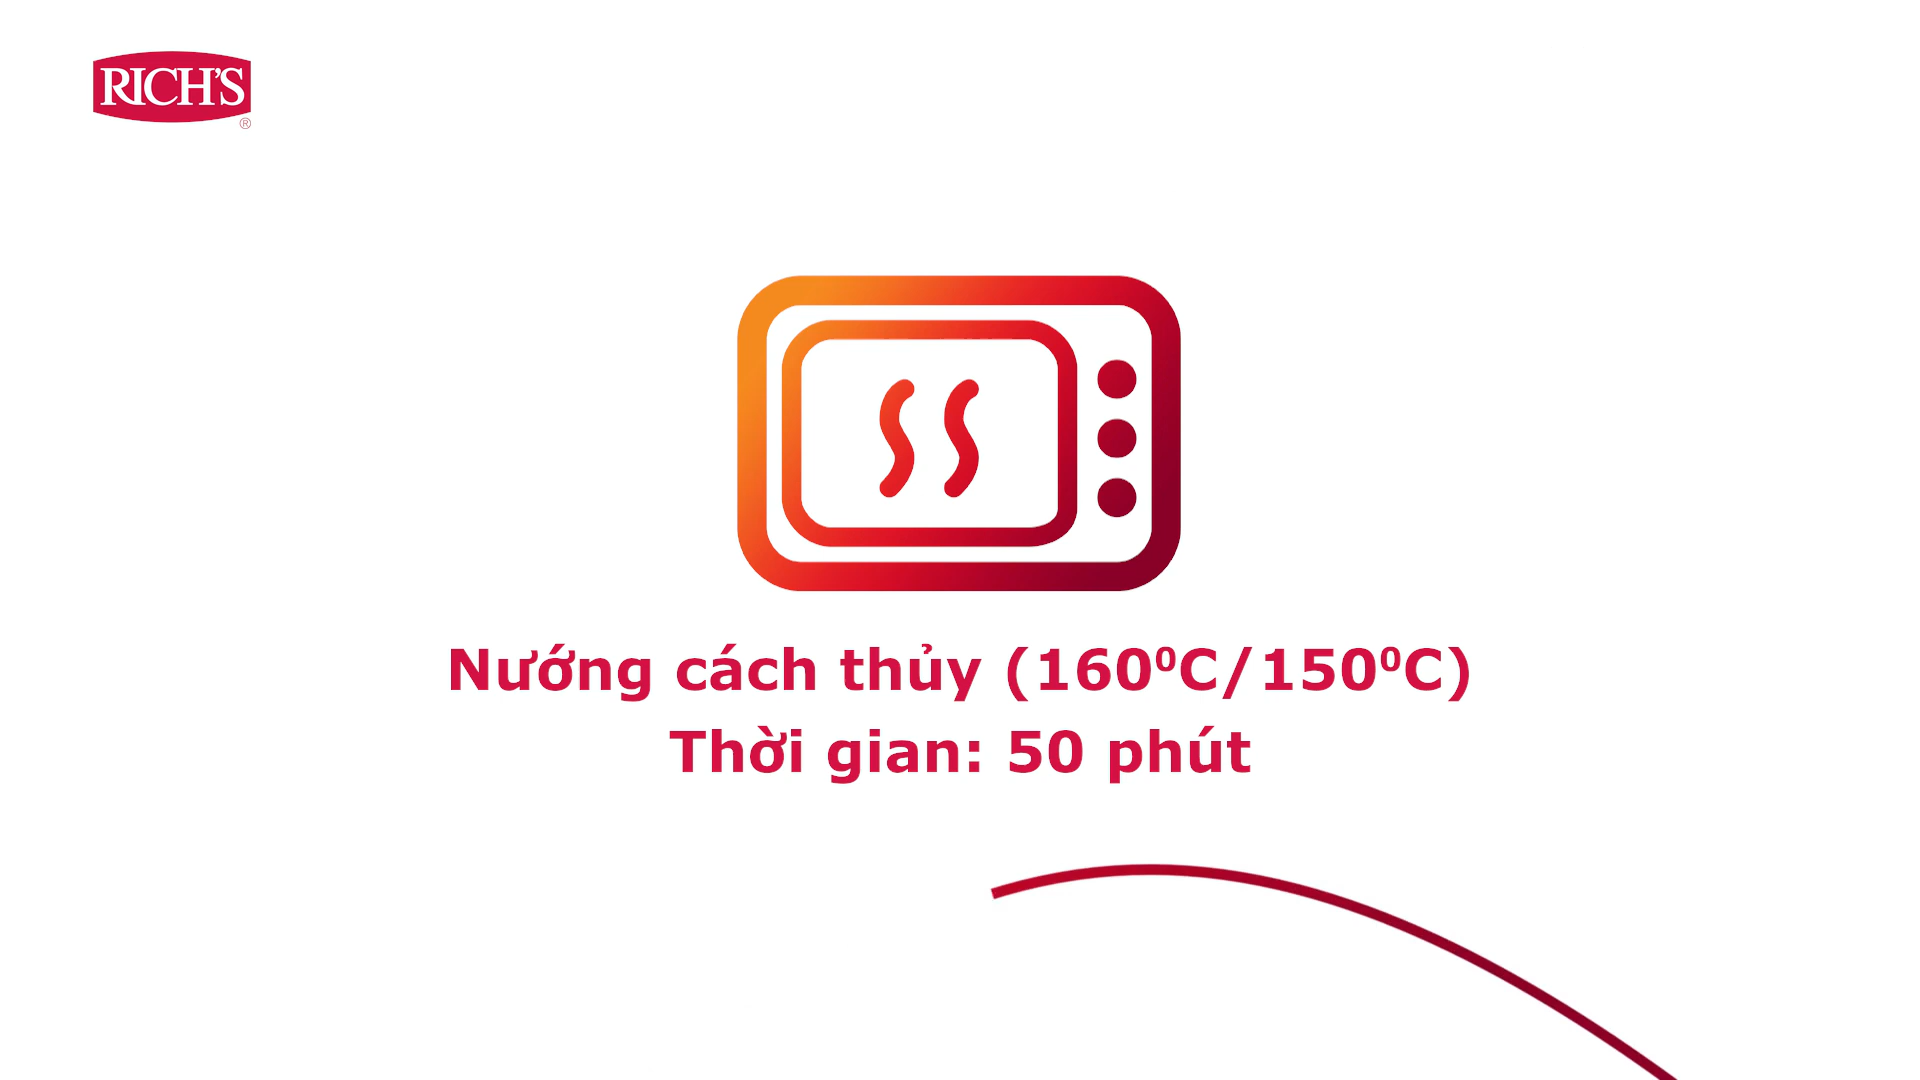 RICH'S
®
Nướng cách thủy (160⁰C/150⁰C)
Thời gian: 50 phút